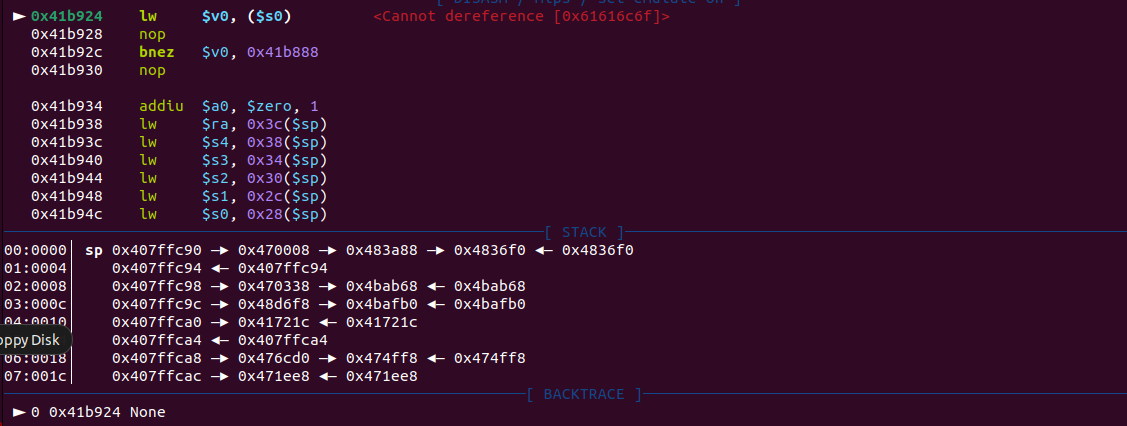 [ DISASM / mips / set emulate on ]
► 0x41b924 lw $v0, ($s0) <Cannot dereference [0x61616c6f]>
0x41b928 nop
0x41b92c bnez $v0, 0x41b888
0x41b930 nop
0x41b934 addiu $a0, $zero, 1
0x41b938 lw $ra, 0x3c($sp)
0x41b93c lw $s4, 0x38($sp)
0x41b940 lw $s3, 0x34($sp)
0x41b944 lw $s2, 0x30($sp)
0x41b948 lw $s1, 0x2c($sp)
0x41b94c lw $s0, 0x28($sp)
[ STACK ]
00:0000│ sp 0x407ffc90 —► 0x470008 —► 0x483a88 —► 0x4836f0 ◄— 0x4836f0
01:0004│ 0x407ffc94 ◄— 0x407ffc94
02:0008│ 0x407ffc98 —► 0x470338 —► 0x4bab68 ◄— 0x4bab68
03:000c│ 0x407ffc9c —► 0x48d6f8 —► 0x4bafb0 ◄— 0x4bafb0
04:0010│ 0x407ffca0 —► 0x41721c ◄— 0x41721c
oppy Disk 0x407ffca4 ◄— 0x407ffca4
06:0018│ 0x407ffca8 —► 0x476cd0 —► 0x474ff8 ◄— 0x474ff8
07:001c│ 0x407ffcac —► 0x471ee8 ◄— 0x471ee8
[ BACKTRACE ]
► 0 0x41b924 None